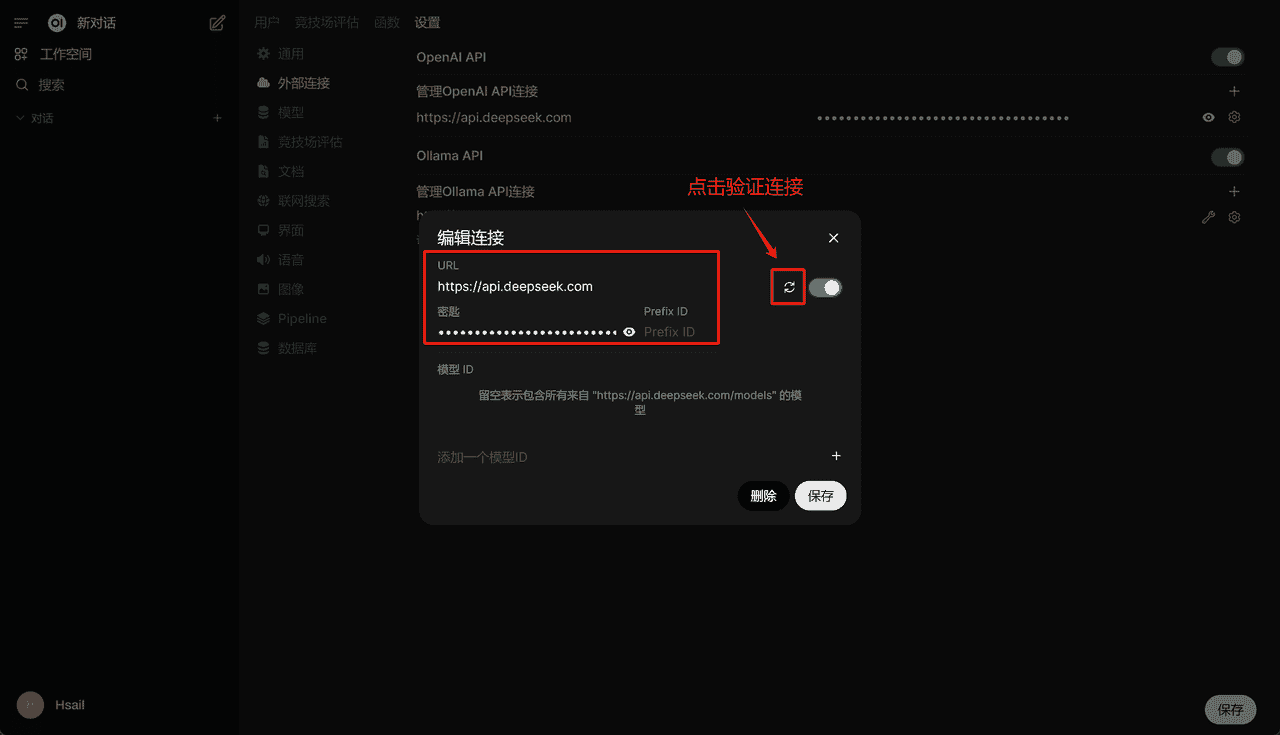 新对话
工作空间
搜索
对话
Hsail
用户 竞技场评估 函数 设置
通用
外部连接
模型
竞技场评估
文档
联网搜索
界面
语音
图像
Pipeline
数据库
OpenAI API
管理OpenAI API连接
https://api.deepseek.com
Ollama API
管理Ollama API连接
点击验证连接
编辑连接
URL
https://api.deepseek.com
密匙 Prefix ID
Prefix ID
模型 ID
留空表示包含所有来自 "https://api.deepseek.com/models" 的模
型
添加一个模型ID
删除 保存
保存